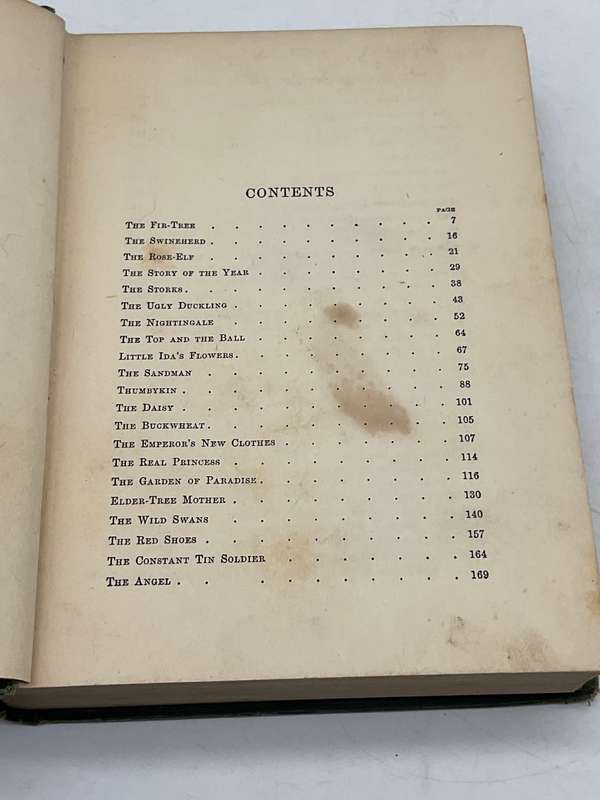 CONTENTS
PAGE
THE FIR-TREE . . . . . . . . . . 7
THE SWINEHERD . . . . . . . . . . 16
THE ROSE-ELF . . . . . . . . . . 21
THE STORY OF THE YEAR . . . . . . . . 29
THE STORKS . . . . . . . . . . . 38
THE UGLY DUCKLING . . . . . . . . . 43
THE NIGHTINGALE . . . . . . . . 52
THE TOP AND THE BALL . . . . . . . . 64
LITTLE IDA'S FLOWERS . . . . . . . . . 67
THE SANDMAN . . . . . . . . . . 75
THUMBYKIN . . . . . . . . . . . 88
THE DAISY . . . . . . . . . . . 101
THE BUCKWHEAT . . . . . . . . . . 105
THE EMPEROR'S NEW CLOTHES . . . . . . . 107
THE REAL PRINCESS . . . . . . . . . 114
THE GARDEN OF PARADISE . . . . . . . . 116
ELDER-TREE MOTHER . . . . . . . . . 130
THE WILD SWANS . . . . . . . . . 140
THE RED SHOES . . . . . . . . . . 157
THE CONSTANT TIN SOLDIER . . . . . . . 164
THE ANGEL . . . . . . . . . . 169